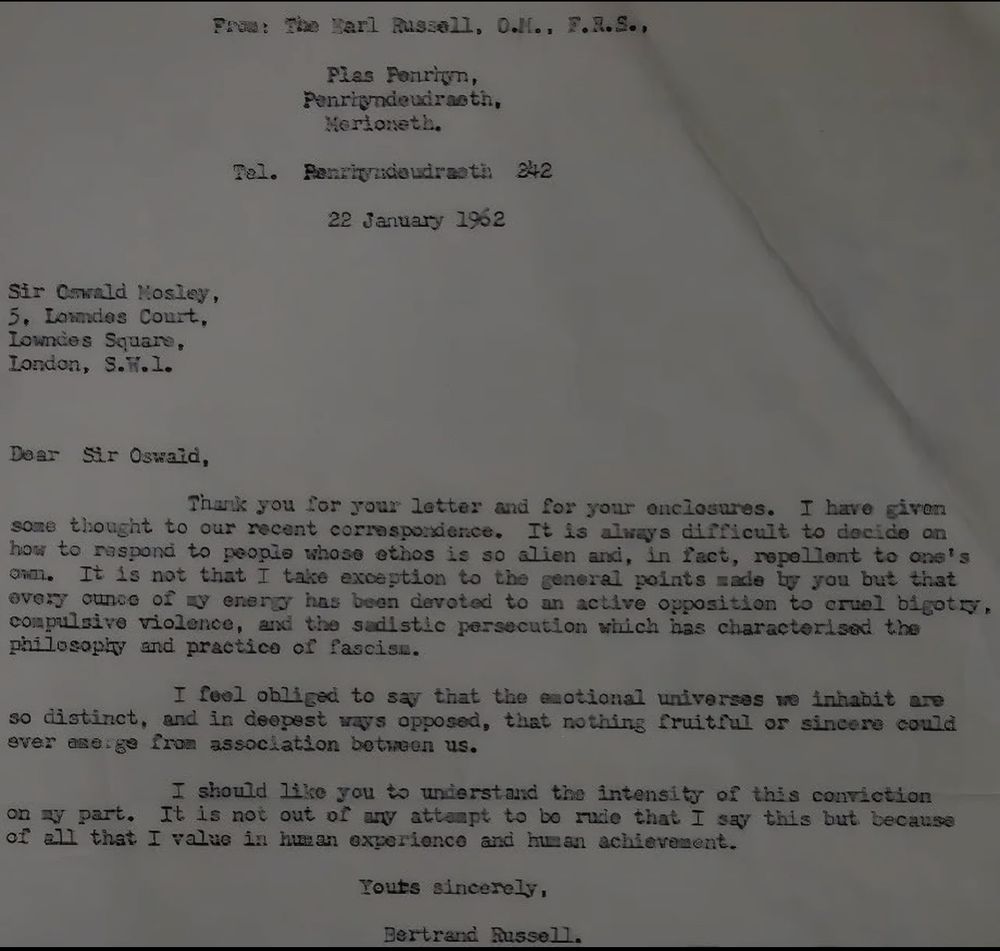 From: The Earl Russell, O.M., F.R.S.,
Plas Penrhyn,
Penrhyndeudraeth,
Merioneth.
Tel. Penrhyndeudraeth 242
22 January 1962
Sir Oswald Mosley,
5, Lowndes Court,
Lowndes Square,
London, S.W.1.
Dear Sir Oswald,
Thank you for your letter and for your enclosures. I have given
some thought to our recent correspondence. It is always difficult to decide on
how to respond to people whose ethos is so alien and, in fact, repellent to one's
own. It is not that I take exception to the general points made by you but that
every ounce of my energy has been devoted to an active opposition to cruel bigotry,
compulsive violence, and the sadistic persecution which has characterised the
philosophy and practice of fascism.
I feel obliged to say that the emotional universes we inhabit are
so distinct, and in deepest ways opposed, that nothing fruitful or sincere could
ever emerge from association between us.
I should like you to understand the intensity of this conviction
on my part. It is not out of any attempt to be rude that I say this but because
of all that I value in human experience and human achievement.
Yours sincerely,
Bertrand Russell.